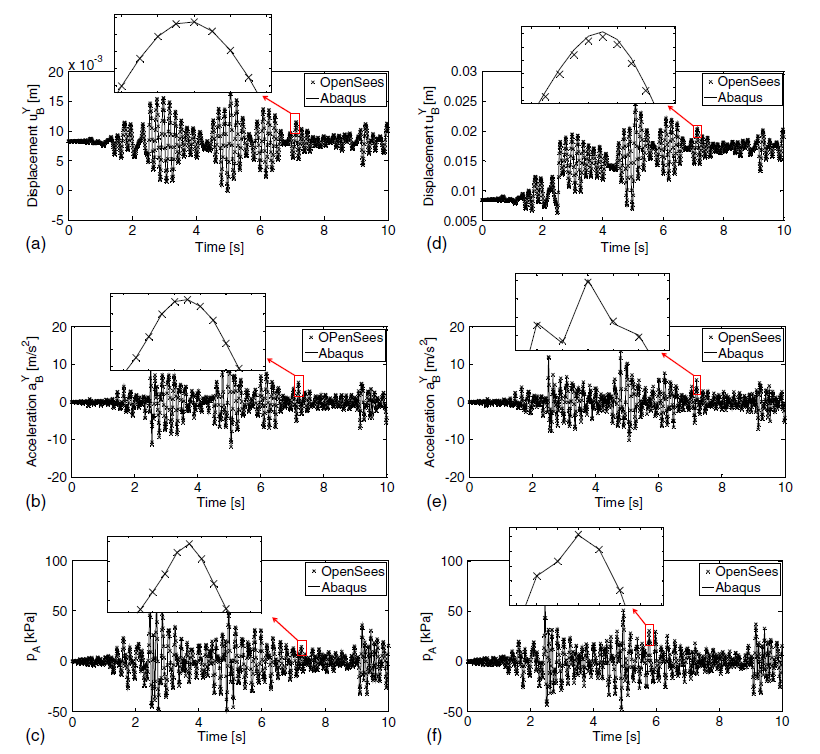 x 10⁻³
20
15
10
5
0
-5
Displacement u_B^Y [m]
× OpenSees
— Abaqus
0 2 4 6 8 10
Time [s]
(a)
0.03
0.025
0.02
0.015
0.01
0.005
Displacement u_B^Y [m]
× OpenSees
— Abaqus
0 2 4 6 8 10
Time [s]
(d)
20
10
0
-10
-20
Acceleration a_B^Y [m/s²]
× OPenSees
— Abaqus
0 2 4 6 8 10
Time [s]
(b)
20
10
0
-10
-20
Acceleration a_B^Y [m/s²]
× OpenSees
— Abaqus
0 2 4 6 8 10
Time [s]
(e)
100
50
0
-50
p_A [kPa]
× OpenSees
— Abaqus
0 2 4 6 8 10
Time [s]
(c)
100
50
0
-50
p_A [kPa]
× OpenSees
— Abaqus
0 2 4 6 8 10
Time [s]
(f)